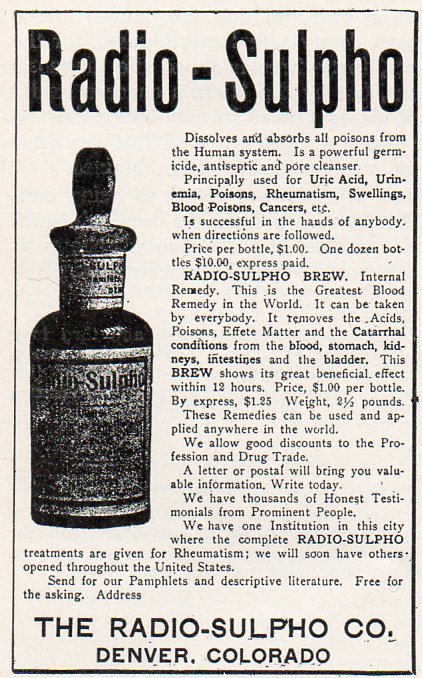 Radio-Sulpho
Dissolves and absorbs all poisons from
the Human system. Is a powerful germ-
icide, antiseptic and pore cleanser
Principally used for Uric Acid, Urin-
emia, Poisons, Rheumatism, Swellings,
Blood Poisons, Cancers, etc.
Is successful in the hands of anybody.
when directions are followed.
Price per bottle, $1.00. One dozen bot-
tles $10.00, express paid.
RADIO-SULPHO BREW. Internal
Remedy. This is the Greatest Blood
Remedy in the World. It can be taken
by everybody. It removes the Acids,
Poisons, Effete Matter and the Catarrhal
conditions from the blood, stomach, kid-
neys, intestines and the bladder. This
BREW shows its great beneficial effect
within 12 hours. Price, $1.00 per bottle.
By express, $1.25 Weight, 2½ pounds.
These Remedies can be used and ap-
plied anywhere in the world.
We allow good discounts to the Pro-
fession and Drug Trade.
A letter or postal will bring you valu-
able information. Write today.
We have thousands of Honest Testi-
monials from Prominent People.
We have one Institution in this city
where the complete RADIO-SULPHO
treatments are given for Rheumatism; we will soon have others
opened throughout the United States.
Send for our Pamphlets and descriptive literature. Free for
the asking. Address
THE RADIO-SULPHO CO.
DENVER, COLORADO
Radio-Sulpho